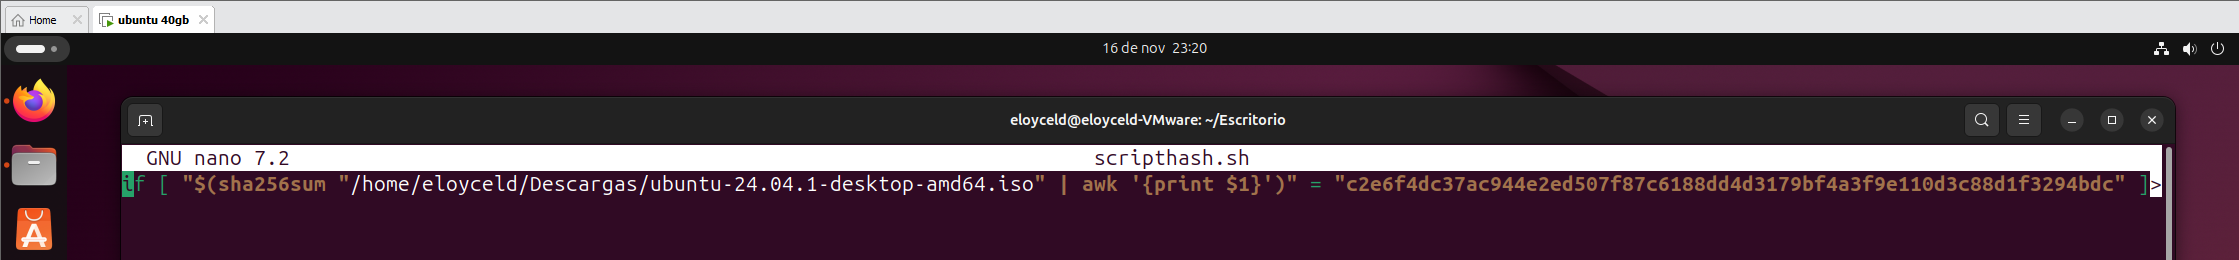 Home
ubuntu 40gb
16 de nov 23:20
eloyceld@eloyceld-VMware: ~/Escritorio
GNU nano 7.2 scripthash.sh
if [ "$(sha256sum "/home/eloyceld/Descargas/ubuntu-24.04.1-desktop-amd64.iso" | awk '{print $1}')" = "c2e6f4dc37ac944e2ed507f87c6188dd4d3179bf4a3f9e110d3c88d1f3294bdc" ]>